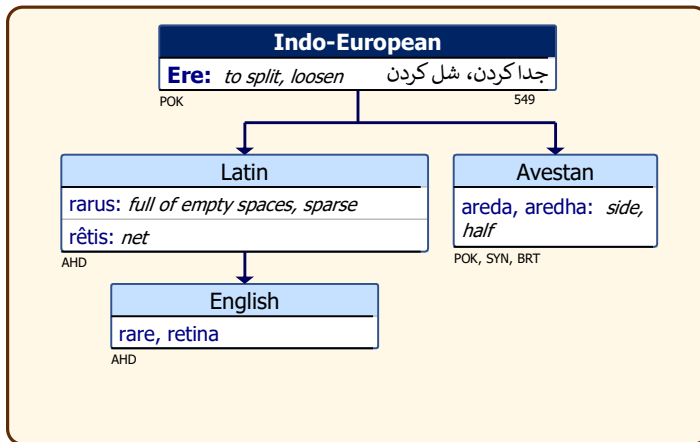 Indo-European
Ere: to split, loosen جدا کردن، شل کردن
POK 549
Latin
rarus: full of empty spaces, sparse
rêtis: net
AHD
Avestan
areda, aredha: side,
half
POK, SYN, BRT
English
rare, retina
AHD